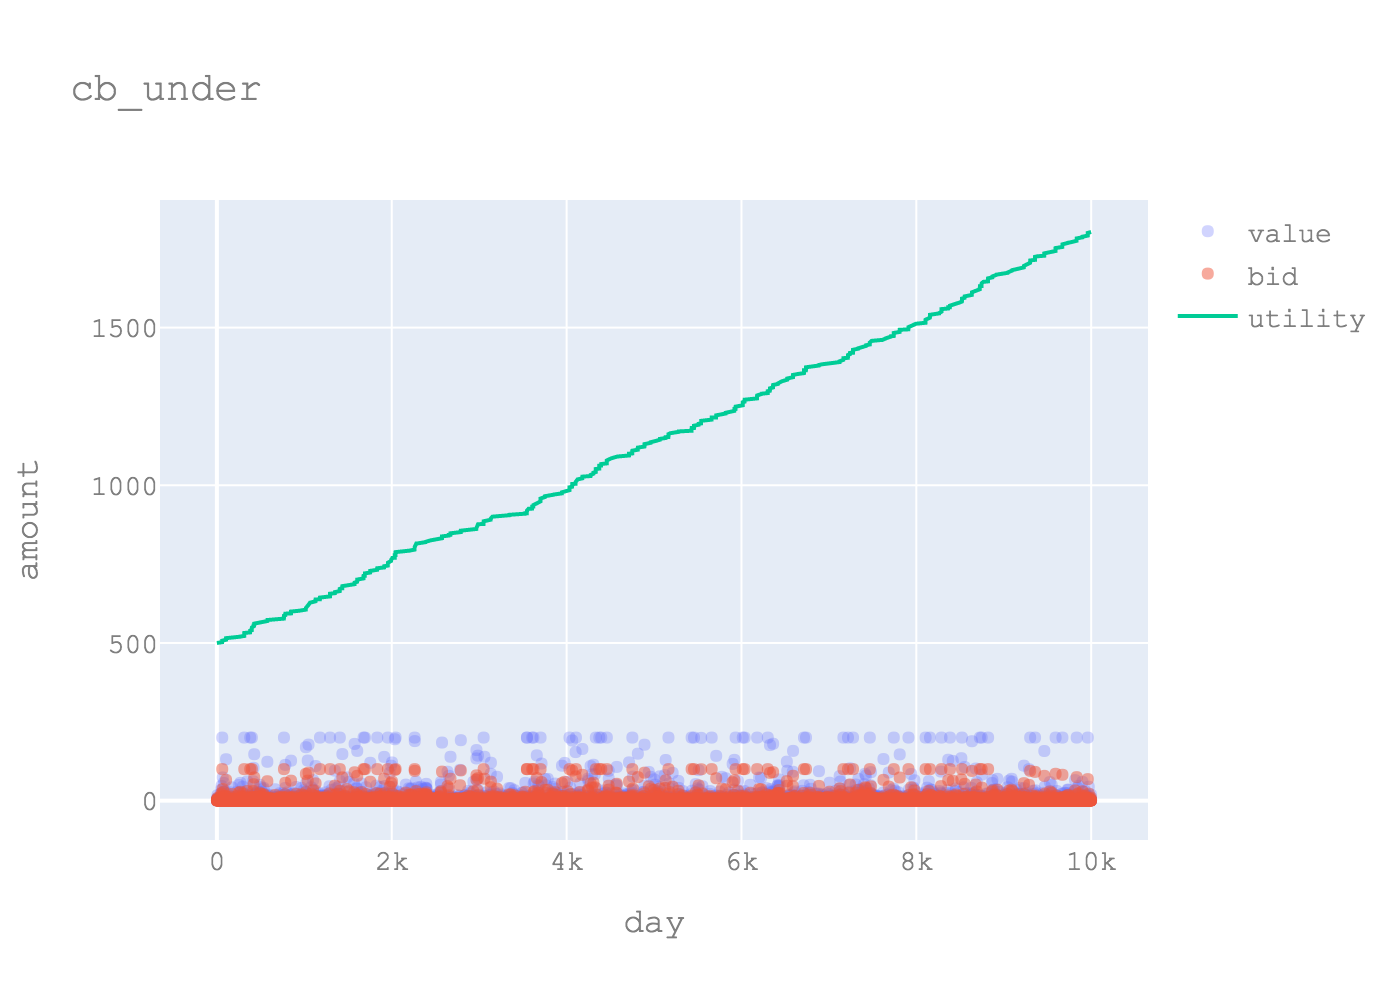 cb_under
value
bid
utility
amount
1500
1000
500
0
0 2k 4k 6k 8k 10k
day